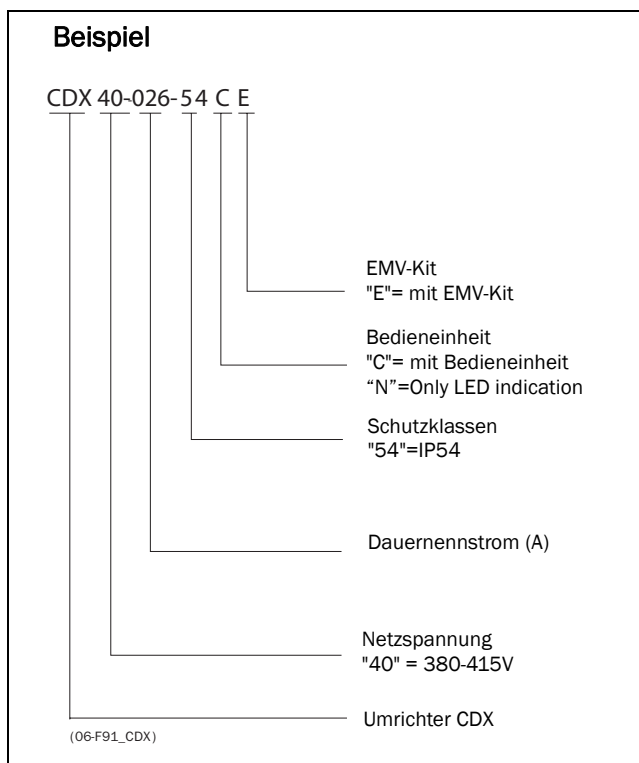 Beispiel
CDX 40-026-54 C E
EMV-Kit
"E"= mit EMV-Kit
Bedieneinheit
"C"= mit Bedieneinheit
“N”=Only LED indication
Schutzklassen
"54"=IP54
Dauernennstrom (A)
Netzspannung
"40" = 380-415V
Umrichter CDX
(06-F91_CDX)